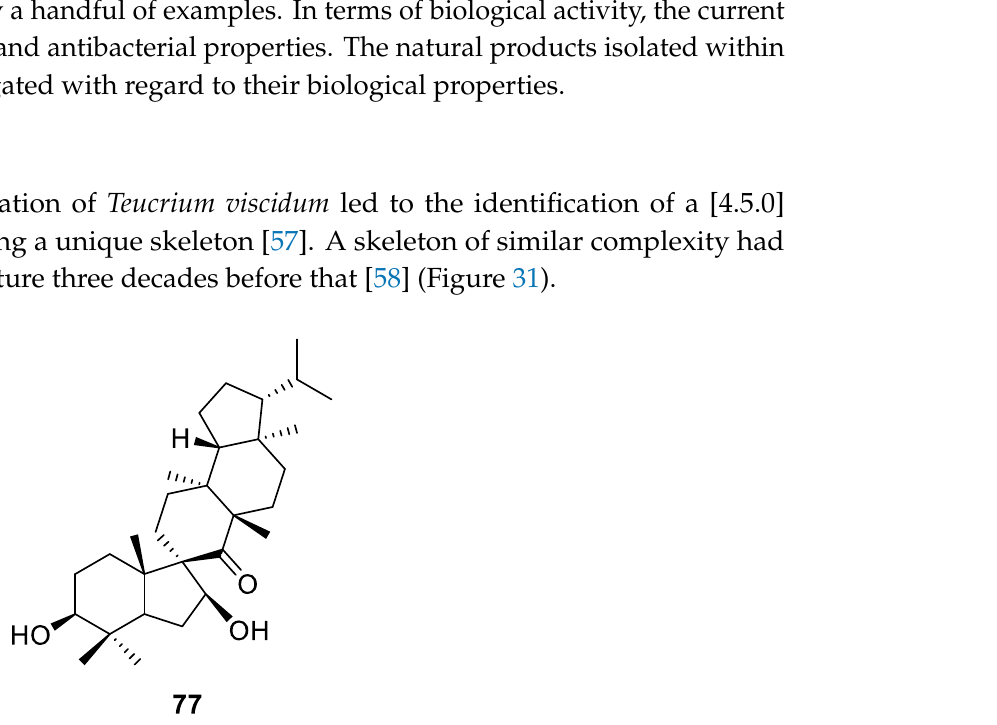 a handful of examples. In terms of biological activity, the current
and antibacterial properties. The natural products isolated within
gated with regard to their biological properties.
ation of Teucrium viscidum led to the identification of a [4.5.0]
ng a unique skeleton [57]. A skeleton of similar complexity had
ture three decades before that [58] (Figure 31).
H
O
HO
OH
77